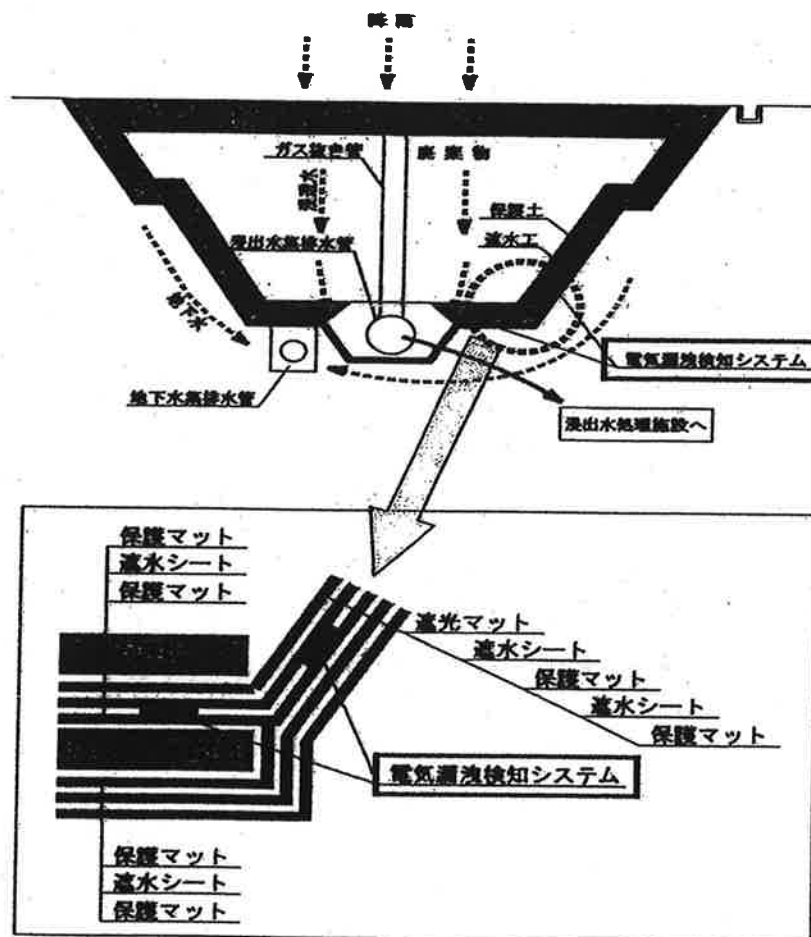 降雨
ガス抜き管
廃棄物
浸透水
保護土
遮水工
浸出水集排水管
地下水
電気漏洩検知システム
地下水集排水管
浸出水処理施設へ
保護マット
遮水シート
保護マット
遮光マット
遮水シート
保護マット
遮水シート
保護マット
電気漏洩検知システム
保護マット
遮水シート
保護マット